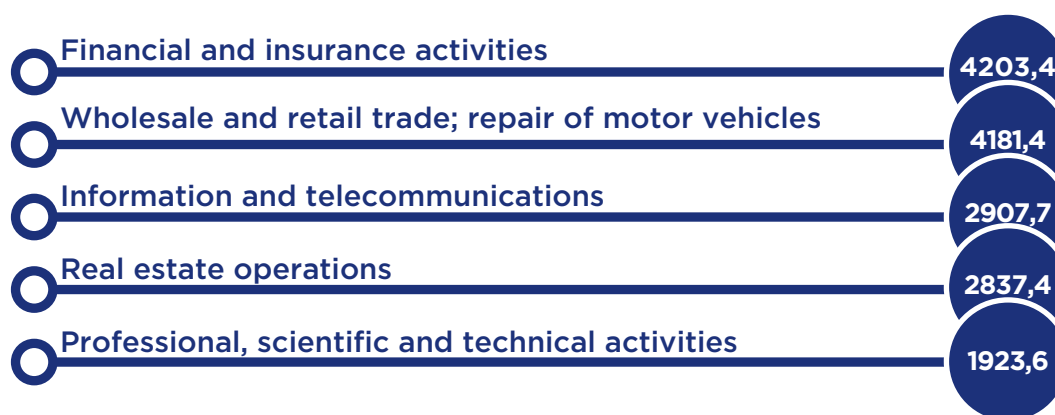 Financial and insurance activities
4203,4
Wholesale and retail trade; repair of motor vehicles
4181,4
Information and telecommunications
2907,7
Real estate operations
2837,4
Professional, scientific and technical activities
1923,6